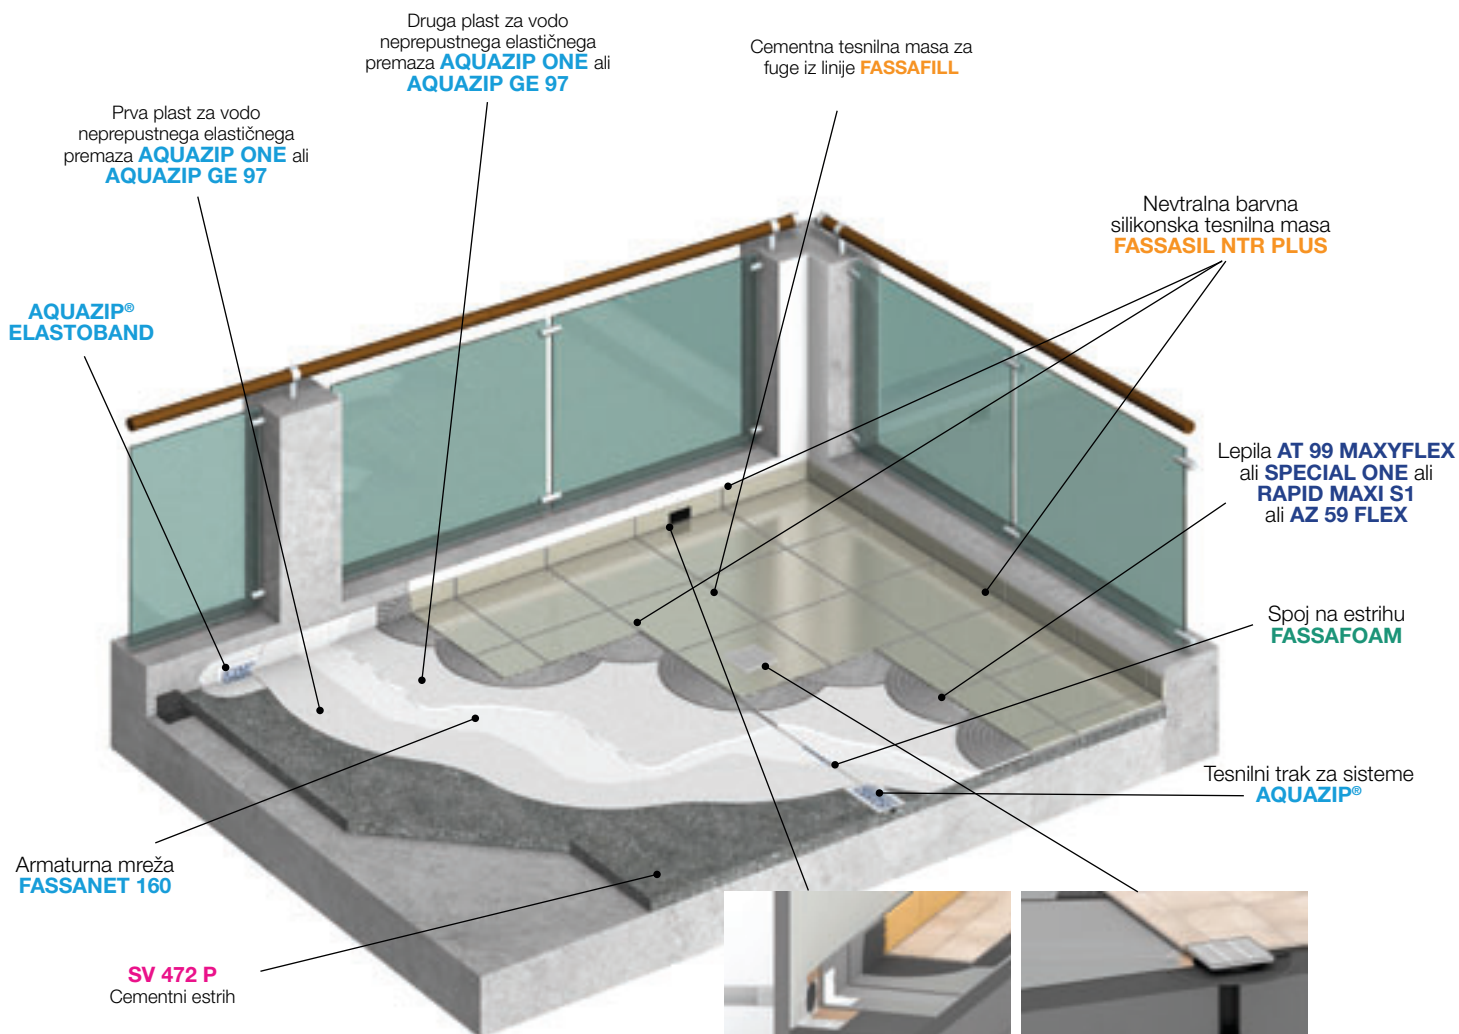 Druga plast za vodo
neprepustnega elastičnega
premaza AQUAZIP ONE ali
AQUAZIP GE 97
Cementna tesnilna masa za
fuge iz linije FASSAFILL
Prva plast za vodo
neprepustnega elastičnega
premaza AQUAZIP ONE ali
AQUAZIP GE 97
Nevtralna barvna
silikonska tesnilna masa
FASSASIL NTR PLUS
AQUAZIP®
ELASTOBAND
Lepila AT 99 MAXYFLEX
ali SPECIAL ONE ali
RAPID MAXI S1
ali AZ 59 FLEX
Spoj na estrihu
FASSAFOAM
Tesnilni trak za sisteme
AQUAZIP®
Armaturna mreža
FASSANET 160
SV 472 P
Cementni estrih